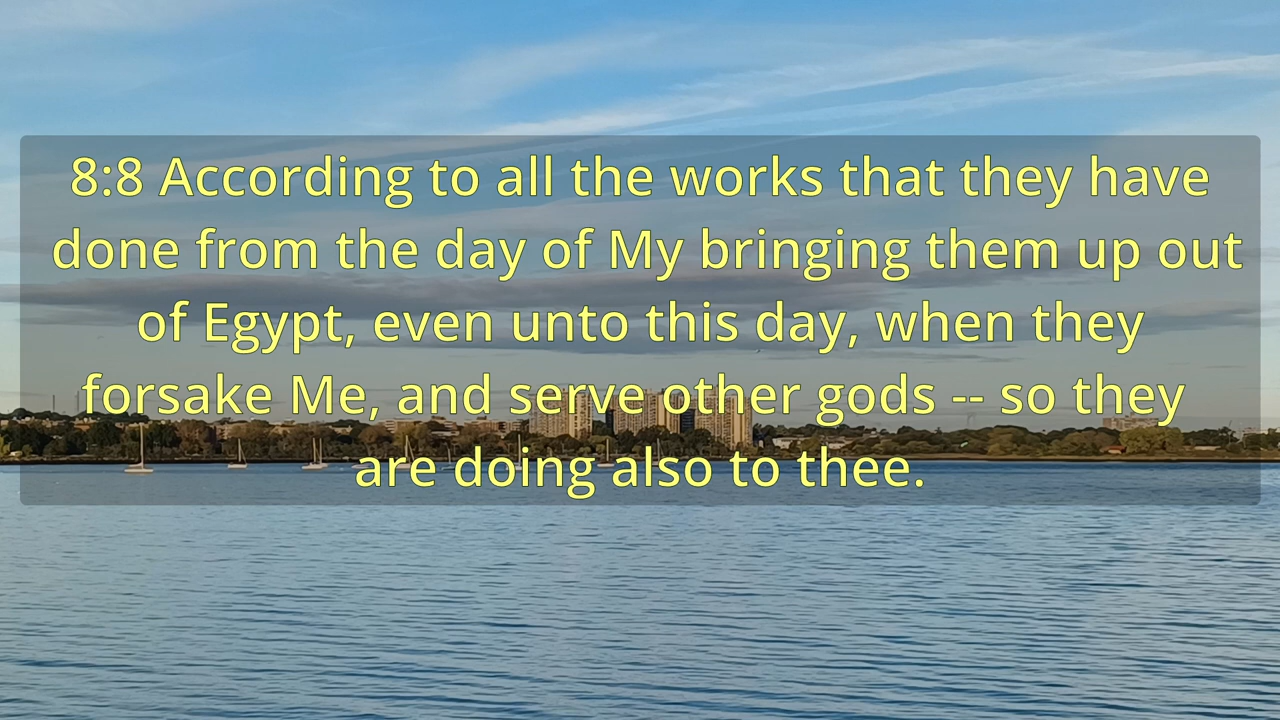 8:8 According to all the works that they have
done from the day of My bringing them up out
of Egypt, even unto this day, when they
forsake Me, and serve other gods -- so they
are doing also to thee.